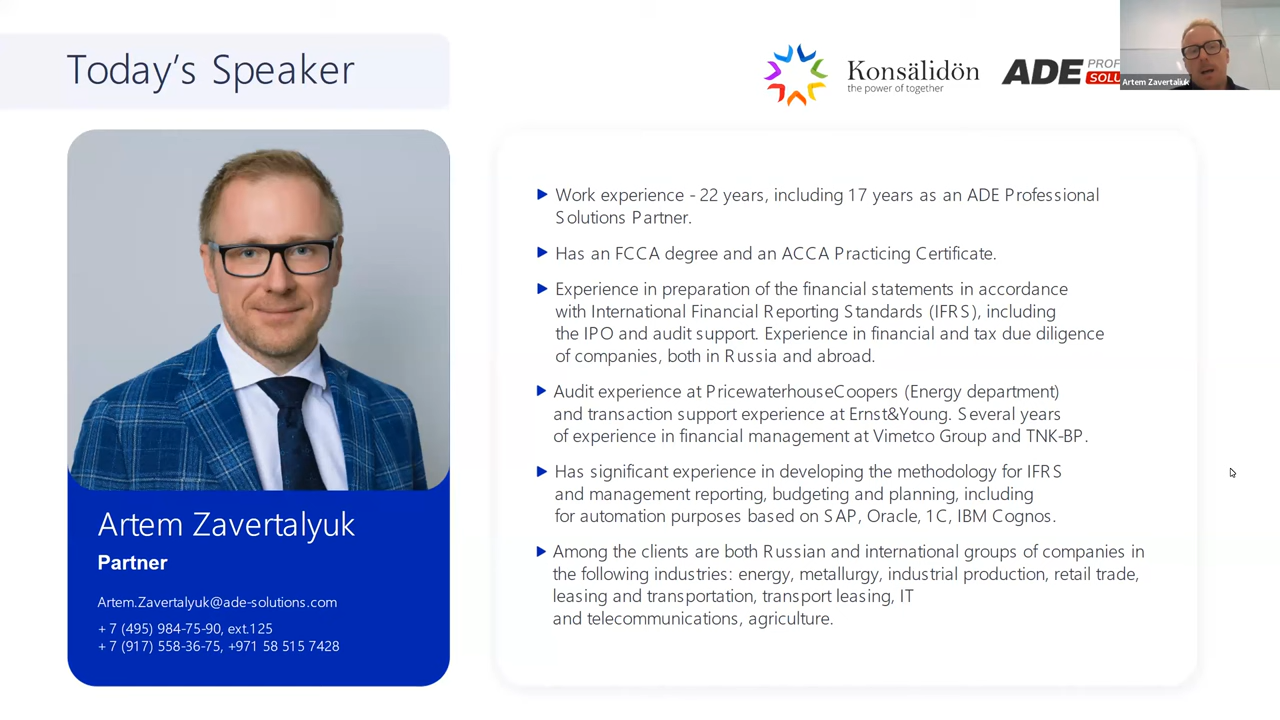 Today's Speaker
Konsälidön
the power of together
ADE
Artem Zavertaliuk
Work experience - 22 years, including 17 years as an ADE Professional
Solutions Partner.
Has an FCCA degree and an ACCA Practicing Certificate.
Experience in preparation of the financial statements in accordance
with International Financial Reporting Standards (IFRS), including
the IPO and audit support. Experience in financial and tax due diligence
of companies, both in Russia and abroad.
Audit experience at PricewaterhouseCoopers (Energy department)
and transaction support experience at Ernst&Young. Several years
of experience in financial management at Vimetco Group and TNK-BP.
Has significant experience in developing the methodology for IFRS
and management reporting, budgeting and planning, including
for automation purposes based on SAP, Oracle, 1C, IBM Cognos.
Among the clients are both Russian and international groups of companies in
the following industries: energy, metallurgy, industrial production, retail trade,
leasing and transportation, transport leasing, IT
and telecommunications, agriculture.
Artem Zavertalyuk
Partner
Artem.Zavertalyuk@ade-solutions.com
+ 7 (495) 984-75-90, ext.125
+ 7 (917) 558-36-75, +971 58 515 7428